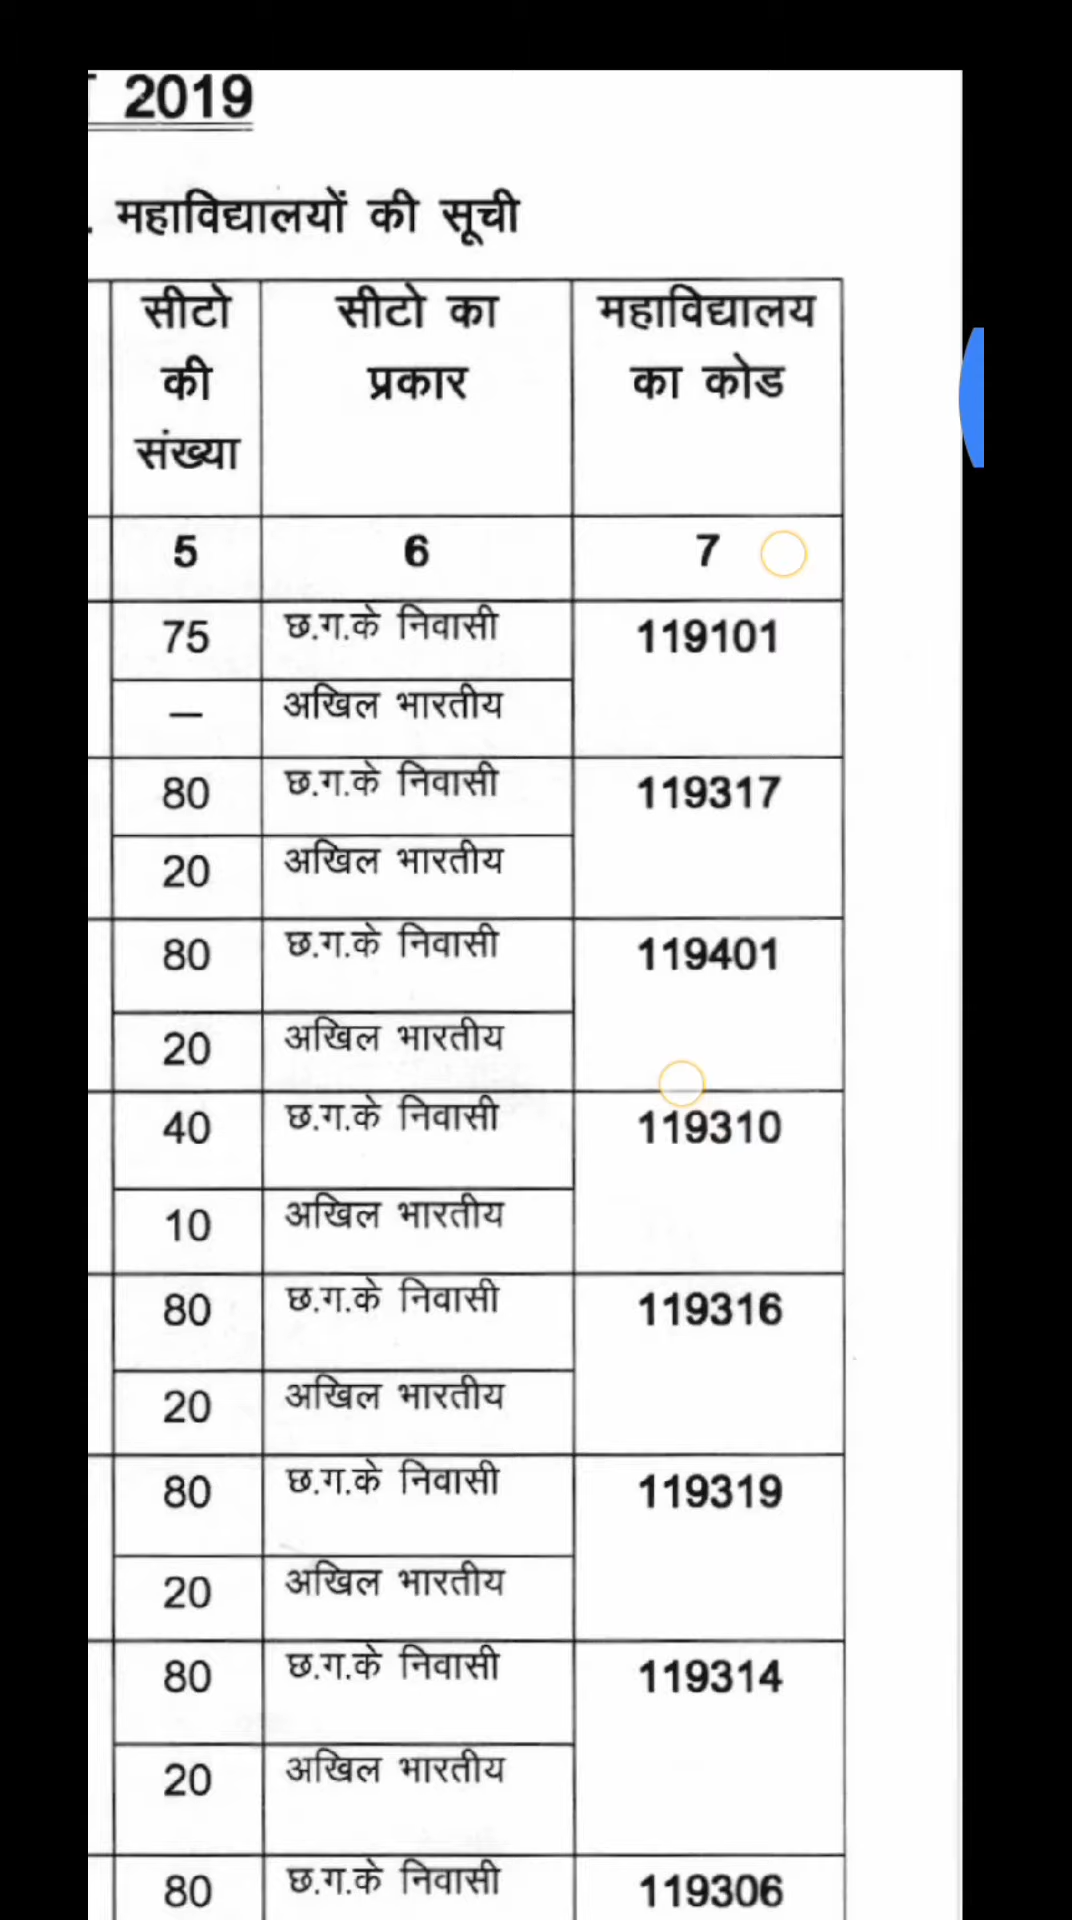 2019
. महाविद्यालयों की सूची
सीटो की संख्या सीटो का प्रकार महाविद्यालय का कोड
5 6 7
75 छ.ग.के निवासी 119101
– अखिल भारतीय
80 छ.ग.के निवासी 119317
20 अखिल भारतीय
80 छ.ग.के निवासी 119401
20 अखिल भारतीय
40 छ.ग.के निवासी 119310
10 अखिल भारतीय
80 छ.ग.के निवासी 119316
20 अखिल भारतीय
80 छ.ग.के निवासी 119319
20 अखिल भारतीय
80 छ.ग.के निवासी 119314
20 अखिल भारतीय
80 छ.ग.के निवासी 119306